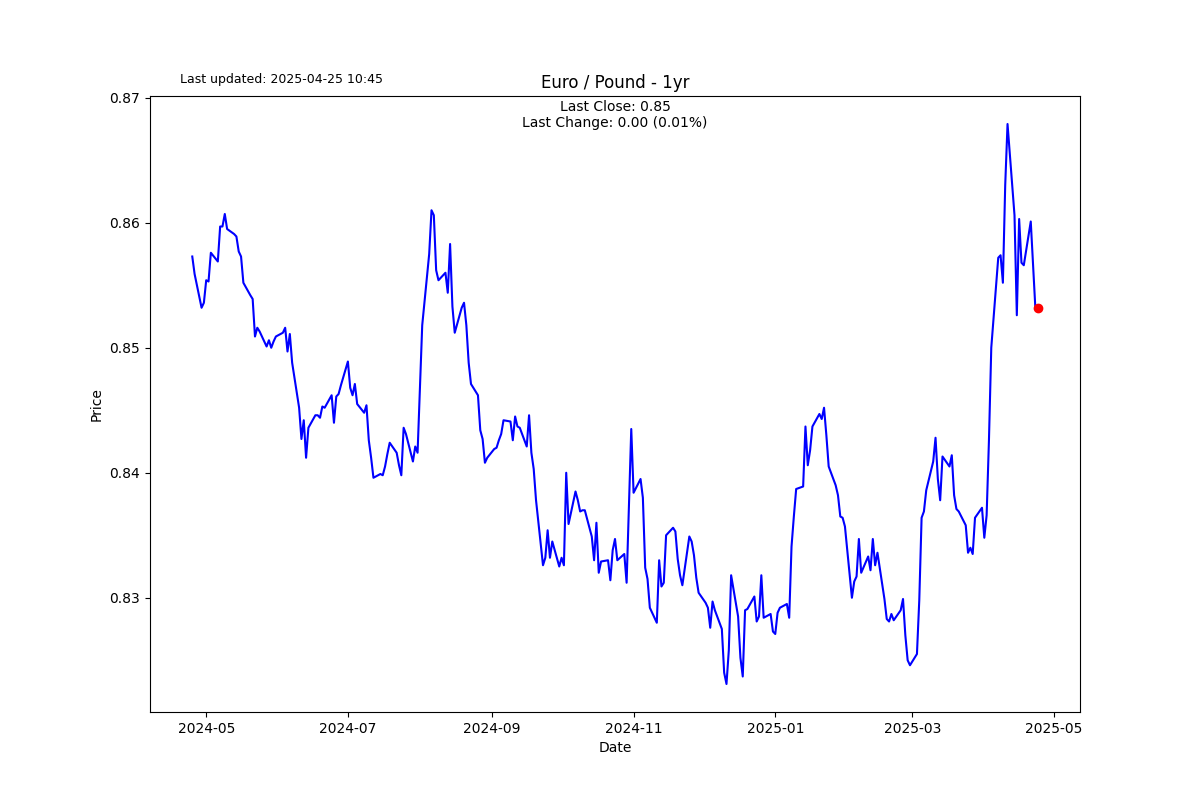 Last updated: 2025-04-25 10:45
Euro / Pound - 1yr
Last Close: 0.85
Last Change: 0.00 (0.01%)
0.87
0.86
0.85
0.84
0.83
Price
2024-05
2024-07
2024-09
2024-11
2025-01
2025-03
2025-05
Date